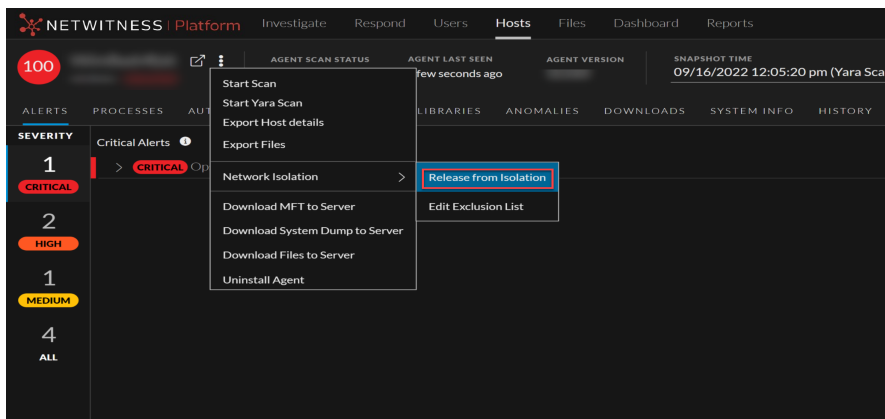 NETWITNESS Platform Investigate Respond Users Hosts Files Dashboard Reports
100
AGENT SCAN STATUS AGENT LAST SEEN AGENT VERSION SNAPSHOT TIME
few seconds ago 09/16/2022 12:05:20 pm (Yara Sca
ALERTS PROCESSES AUT LIBRARIES ANOMALIES DOWNLOADS SYSTEM INFO HISTORY
SEVERITY
1
CRITICAL
2
HIGH
1
MEDIUM
4
ALL
Critical Alerts
CRITICAL Op
Start Scan
Start Yara Scan
Export Host details
Export Files
Network Isolation
Download MFT to Server
Download System Dump to Server
Download Files to Server
Uninstall Agent
Release from Isolation
Edit Exclusion List